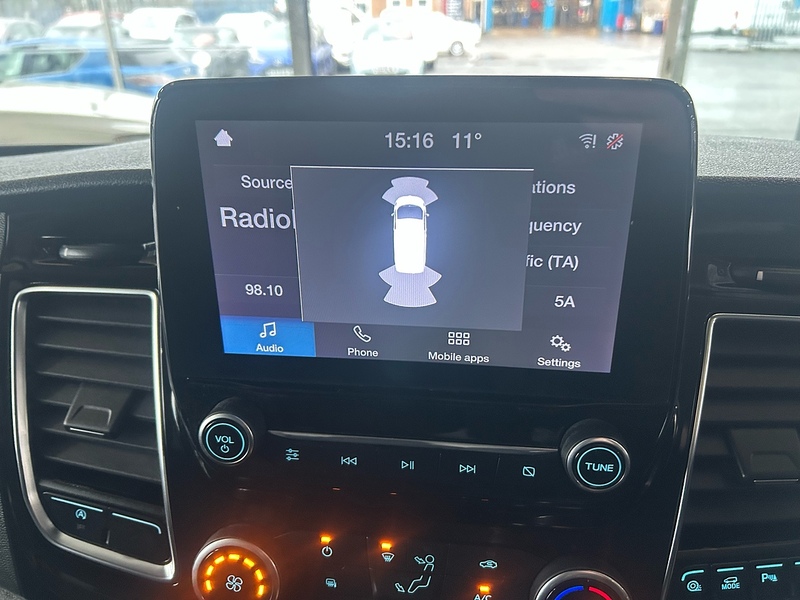 15:16 11°
Source
ations
Radio
quency
fic (TA)
98.10
5A
Audio
Phone
Mobile apps
Settings
VOL
TUNE
A
A/C
MODE
P